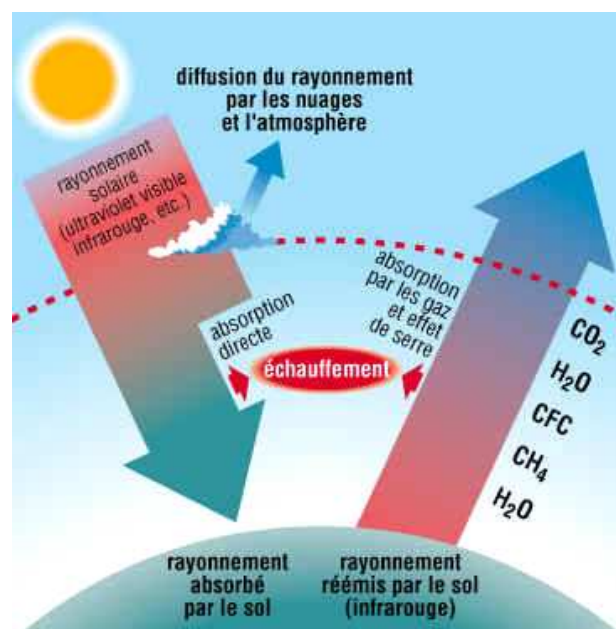 diffusion du rayonnement
par les nuages
et l'atmosphère
rayonnement
solaire
(ultraviolet visible
infrarouge, etc.)
absorption
directe
échauffement
absorption
par les gaz
et effet
de serre
CO₂
H₂O
CFC
CH₄
H₂O
rayonnement
absorbé
par le sol
rayonnement
réémis par le sol
(infrarouge)